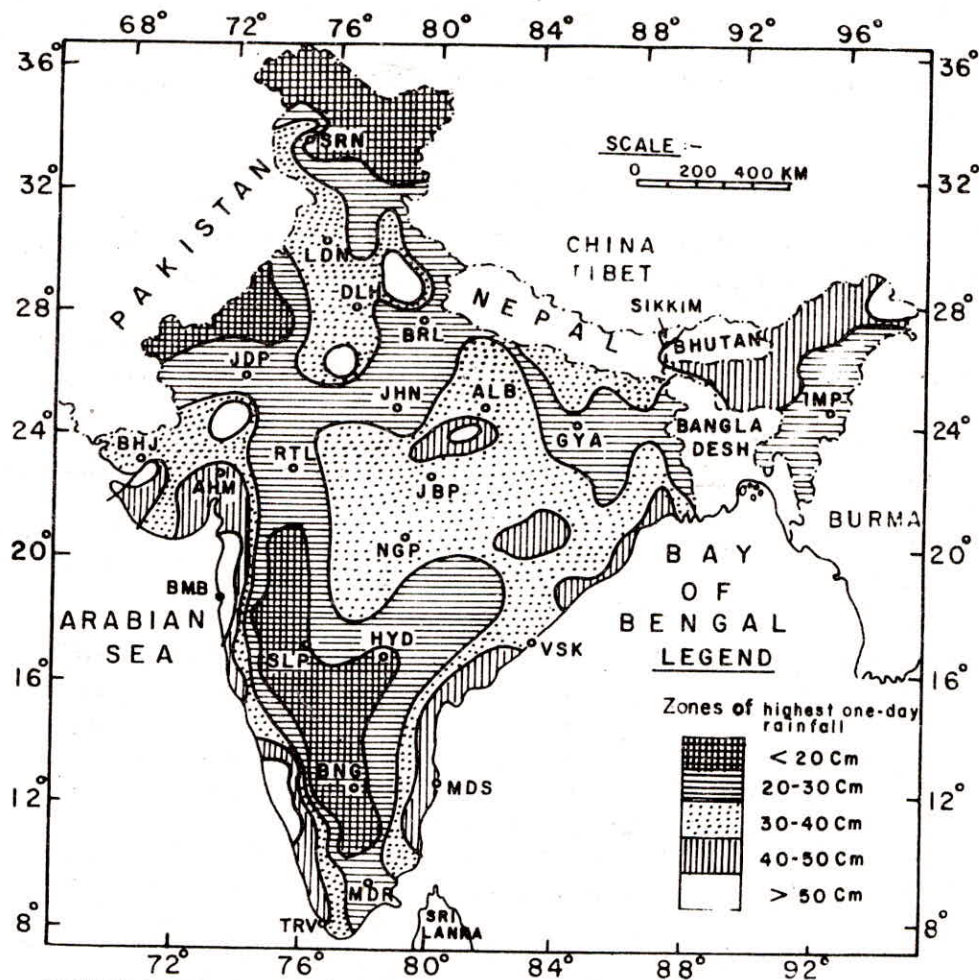 68° 72° 76° 80° 84° 88° 92° 96°
36° 36°
SRN
SCALE :-
0 200 400 KM
32° 32°
PAKISTAN
LDN
CHINA
TIBET
DLH
NEPAL
SIKKIM
28° 28°
BRL
BHUTAN
JDP
JHN
ALB
IMP
24° 24°
BHJ
RTL
GYA
BANGLA
DESH
AHM
JBP
BURMA
20° 20°
NGP
BAY
OF
BENGAL
BMB
ARABIAN
SEA
HYD
SLP
VSK
LEGEND
16° 16°
Zones of highest one-day
rainfall
< 20 Cm
20-30 Cm
30-40 Cm
40-50 Cm
> 50 Cm
BNG
MDS
12° 12°
MDR
TRV
SRI
LANKA
8° 8°
72° 76° 80° 84° 88° 92°